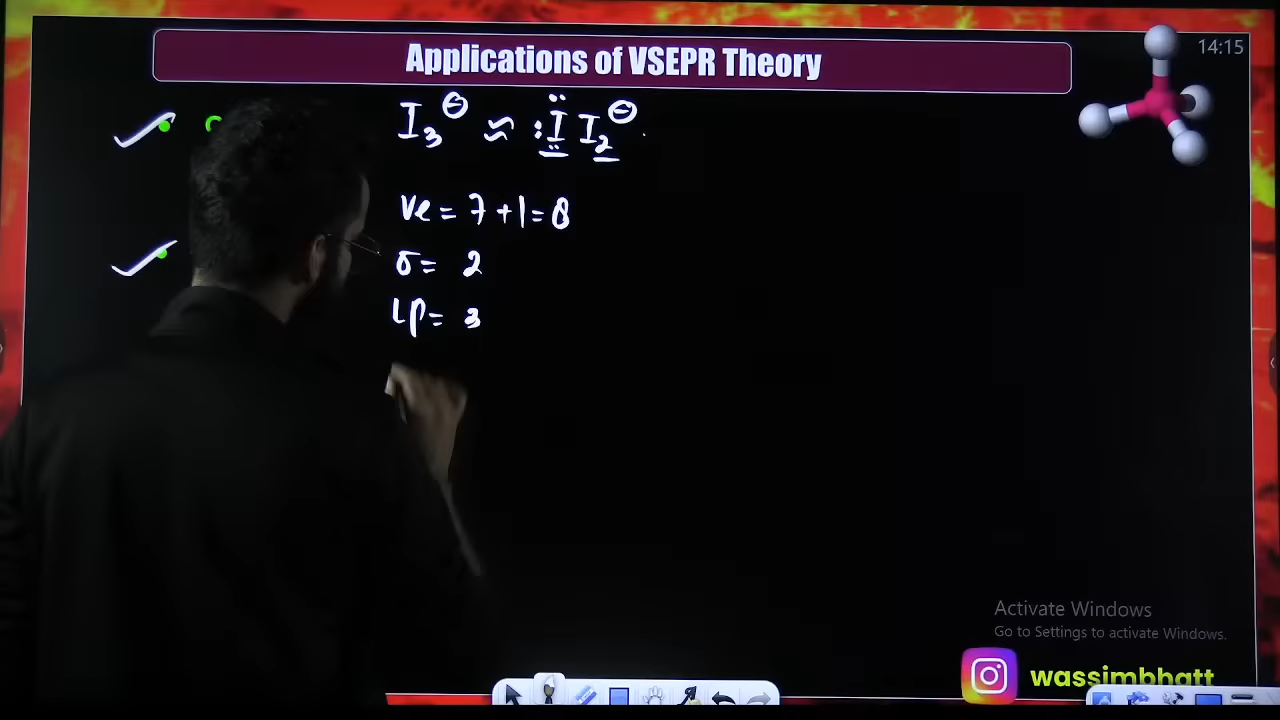 Applications of VSEPR Theory
14:15
I₃⊖ ≈ :Ï I₂⊖
Ve = 7 + 1 = 8
σ = 2
LP = 3
Activate Windows
Go to Settings to activate Windows.
wassimbhatt